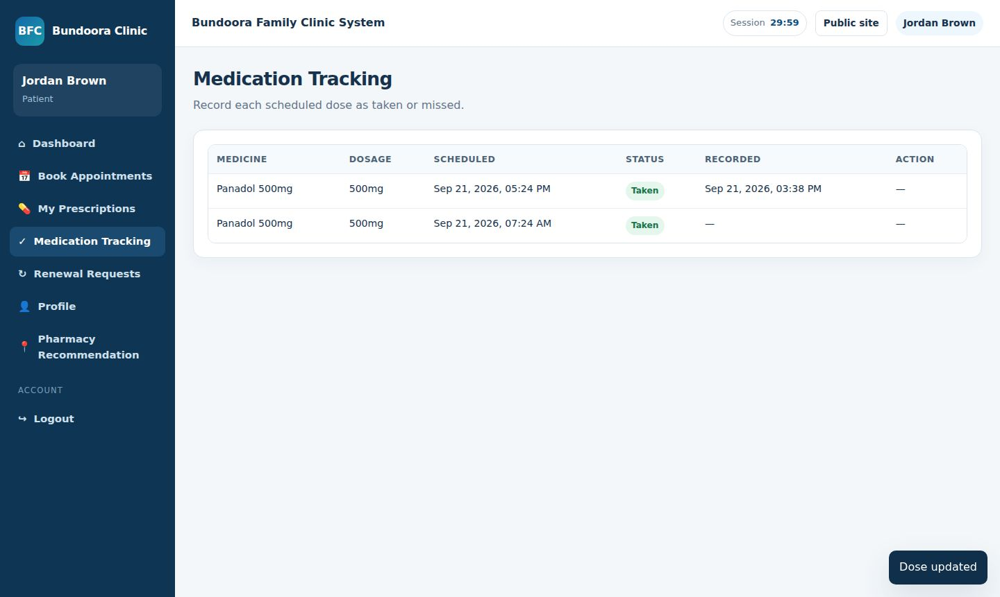 BFC
Bundoora Clinic
Jordan Brown
Patient
Dashboard
Book Appointments
My Prescriptions
✓ Medication Tracking
Renewal Requests
Profile
Pharmacy
Recommendation
ACCOUNT
Logout
Bundoora Family Clinic System
Session 29:59
Public site
Jordan Brown
Medication Tracking
Record each scheduled dose as taken or missed.
MEDICINE DOSAGE SCHEDULED STATUS RECORDED ACTION
Panadol 500mg 500mg Sep 21, 2026, 05:24 PM Taken Sep 21, 2026, 03:38 PM —
Panadol 500mg 500mg Sep 21, 2026, 07:24 AM Taken — —
Dose updated